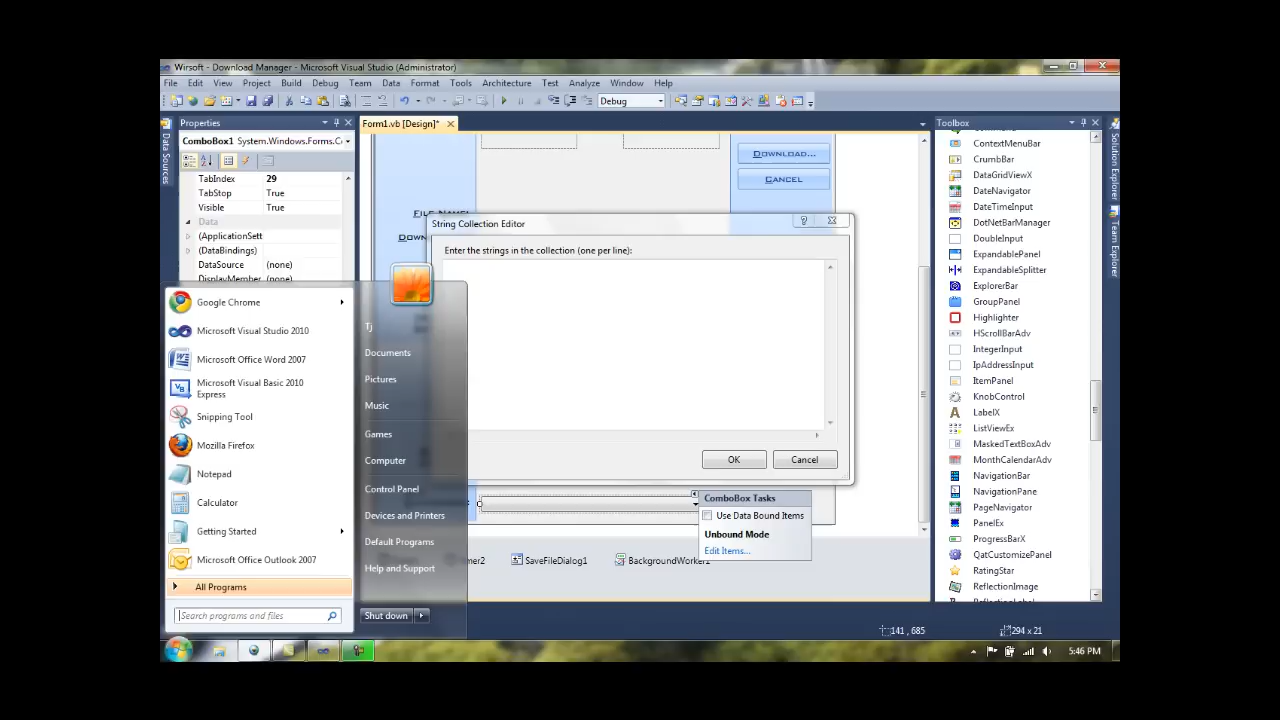 Wirsoft - Download Manager - Microsoft Visual Studio (Administrator)
File Edit View Project Build Debug Team Data Format Tools Architecture Test Analyze Window Help
Debug
Data Sources
Properties
ComboBox1 System.Windows.Forms.C
TabIndex 29
TabStop True
Visible True
Data
(ApplicationSett
(DataBindings)
DataSource (none)
DisplayMember (none)
Form1.vb [Design]*
Download...
Cancel
File Name:
String Collection Editor
Enter the strings in the collection (one per line):
OK
Cancel
ComboBox Tasks
Use Data Bound Items
Unbound Mode
Edit Items...
SaveFileDialog1
BackgroundWorker1
Google Chrome
Microsoft Visual Studio 2010
Microsoft Office Word 2007
Microsoft Visual Basic 2010
Express
Snipping Tool
Mozilla Firefox
Notepad
Calculator
Getting Started
Microsoft Office Outlook 2007
All Programs
Search programs and files
Tj
Documents
Pictures
Music
Games
Computer
Control Panel
Devices and Printers
Default Programs
Help and Support
Shut down
Toolbox
ContextMenuBar
CrumbBar
DataGridViewX
DateNavigator
DateTimeInput
DotNetBarManager
DoubleInput
ExpandablePanel
ExpandableSplitter
ExplorerBar
GroupPanel
Highlighter
HScrollBarAdv
IntegerInput
IpAddressInput
ItemPanel
KnobControl
LabelX
ListViewEx
MaskedTextBoxAdv
MonthCalendarAdv
NavigationBar
NavigationPane
PageNavigator
PanelEx
ProgressBarX
QatCustomizePanel
RatingStar
ReflectionImage
Solution Explorer
Team Explorer
141 , 685
294 x 21
5:46 PM